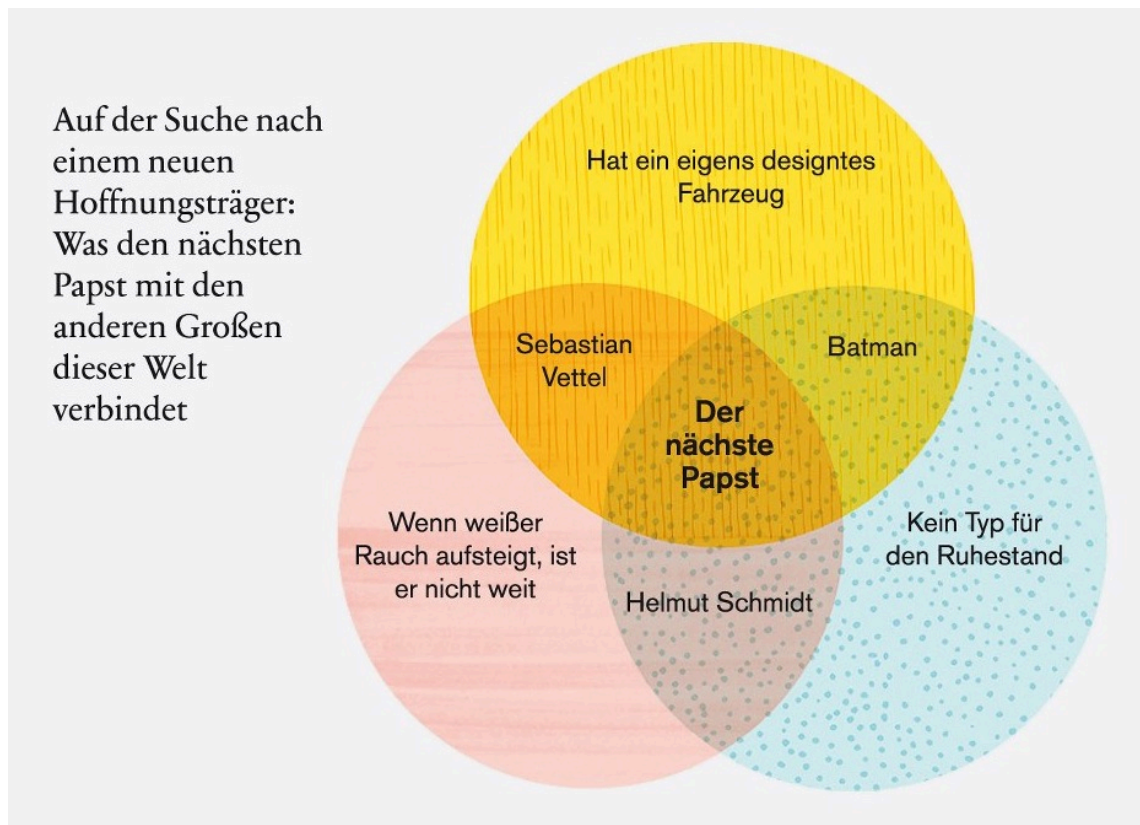 Auf der Suche nach
einem neuen
Hoffnungsträger:
Was den nächsten
Papst mit den
anderen Großen
dieser Welt
verbindet
Hat ein eigens designtes
Fahrzeug
Sebastian
Vettel
Batman
Der
nächste
Papst
Wenn weißer
Rauch aufsteigt, ist
er nicht weit
Kein Typ für
den Ruhestand
Helmut Schmidt